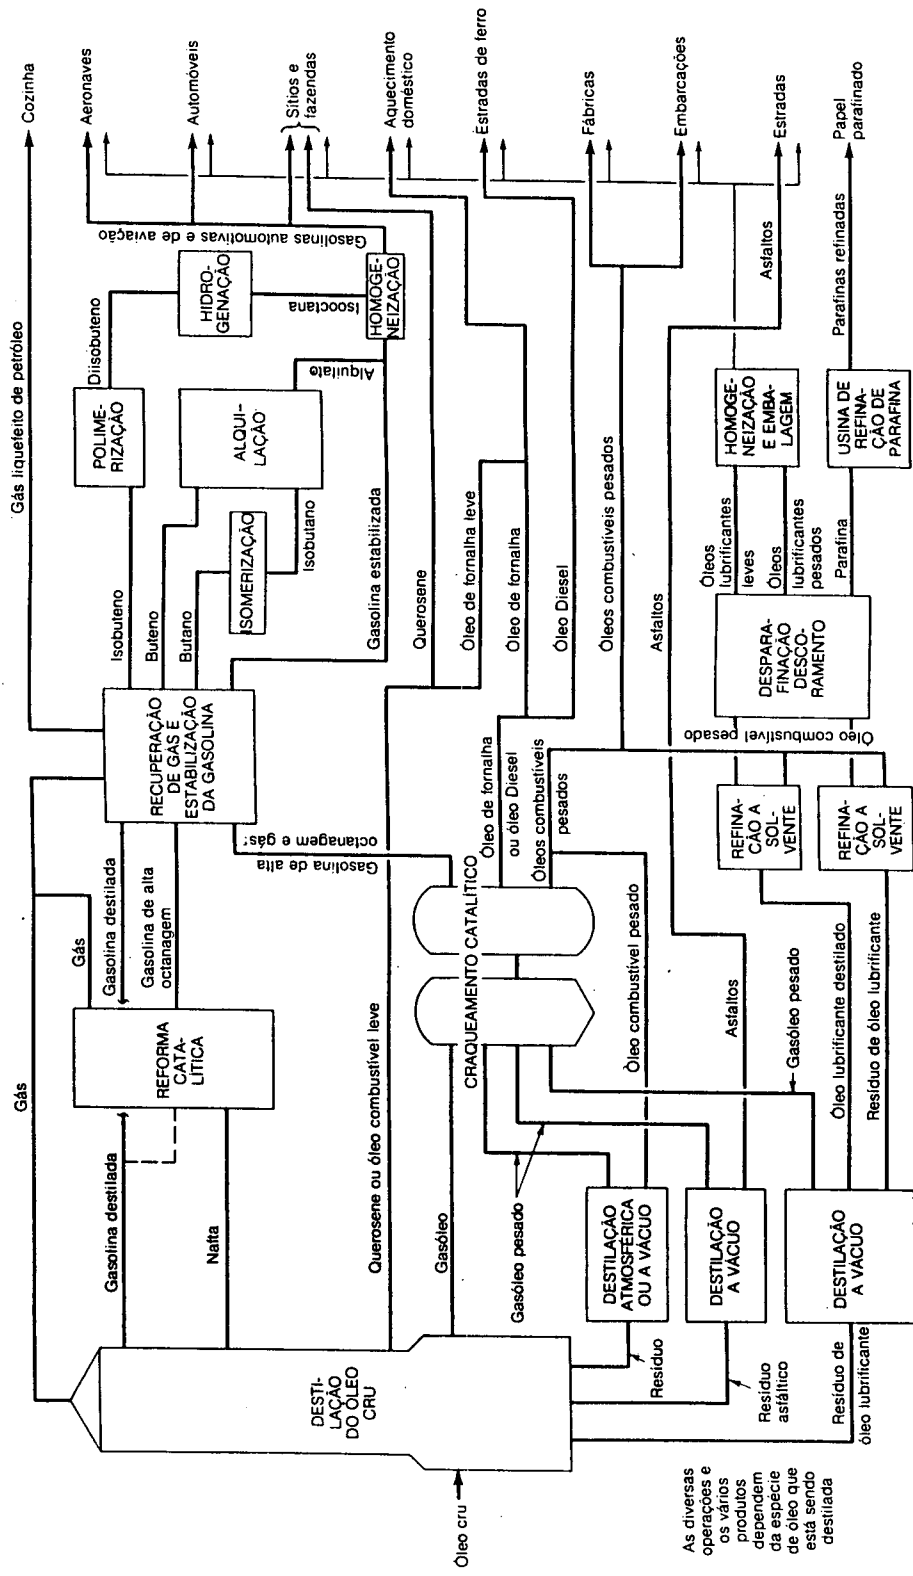 Óleo cru
DESTI-
LAÇÃO
DO ÓLEO
CRU
As diversas
operações e
os vários
produtos
dependem
da espécie
de óleo que
está sendo
destilada
Gás
Gasolina destilada
Nafta
Querosene ou óleo combustível leve
Gasóleo
Gasóleo pesado
Resíduo
Resíduo
asfáltico
Resíduo de
óleo lubrificante
REFORMA
CATA-
LÍTICA
DESTILAÇÃO
ATMOSFÉRICA
OU A VÁCUO
DESTILAÇÃO
A VÁCUO
DESTILAÇÃO
A VÁCUO
Gás
Gasolina destilada
Gasolina de alta
octanagem
CRAQUEAMENTO CATALÍTICO
Gasolina de alta
octanagem e gás
Óleo combustível pesado
Asfaltos
Gasóleo pesado
Óleo lubrificante destilado
Resíduo de óleo lubrificante
RECUPERAÇÃO
DE GÁS E
ESTABILIZAÇÃO
DA GASOLINA
Óleo de fornalha
ou óleo Diesel
Óleos combustíveis
pesados
REFINA-
ÇÃO A
SOL-
VENTE
REFINA-
ÇÃO A
SOL-
VENTE
Óleo combustível pesado
Gás liquefeito de petróleo
Isobuteno
Buteno
Butano
ISOMERIZAÇÃO
Isobutano
Gasolina estabilizada
Querosene
Óleo de fornalha leve
Óleo de fornalha
Óleo Diesel
Óleos combustíveis pesados
Asfaltos
DESPARA-
FINAÇÃO
DESCO-
RAMENTO
Óleos
lubrificantes
leves
Óleos
lubrificantes
pesados
Parafina
POLIME-
RIZAÇÃO
ALQUI-
LAÇÃO
Diisobuteno
Alquilate
HIDRO-
GENAÇÃO
Isooctana
HOMOGE-
NEIZAÇÃO
HOMOGE-
NEIZAÇÃO
E EMBA-
LAGEM
USINA DE
REFINA-
ÇÃO DE
PARAFINA
Gasolinas automotivas e de aviação
Asfaltos
Parafinas refinadas
Cozinha
Aeronaves
Automóveis
Sítios e
fazendas
Aquecimento
doméstico
Estradas de ferro
Fábricas
Embarcações
Estradas
Papel
parafinado